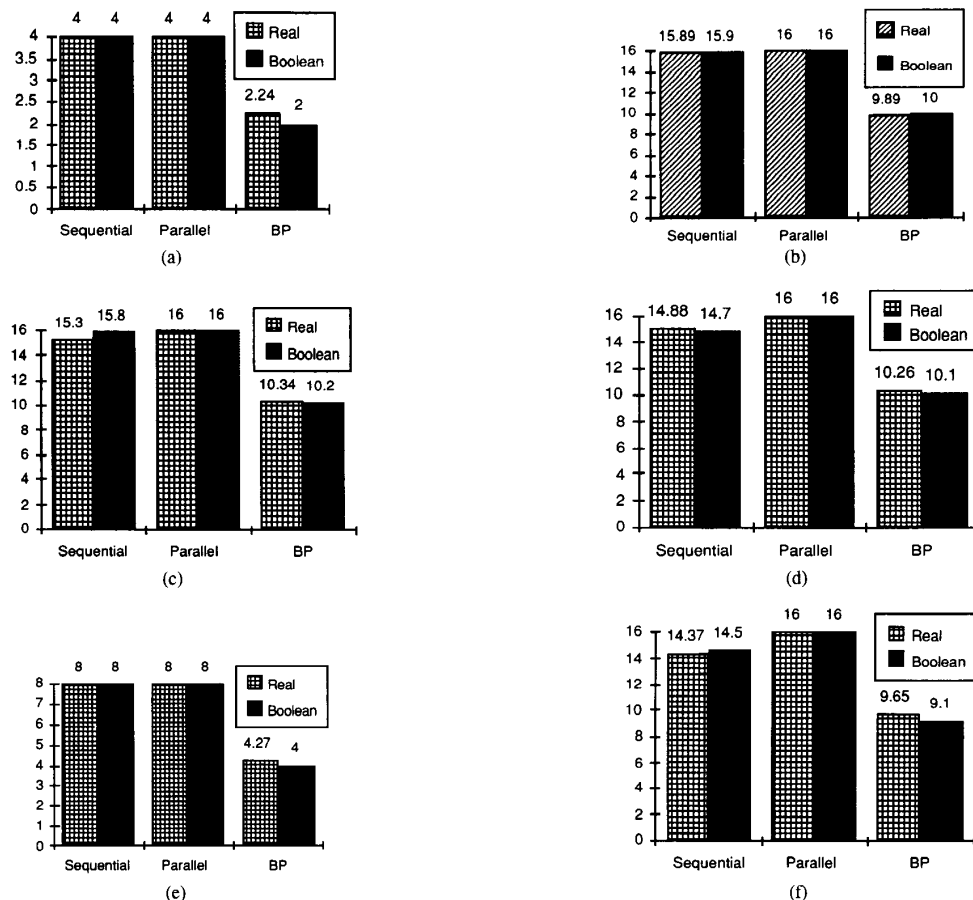 4 4 4 4
Real
Boolean
2.24 2
4
3.5
3
2.5
2
1.5
1
0.5
0
Sequential Parallel BP
(a)
15.89 15.9 16 16
Real
Boolean
9.89 10
16
14
12
10
8
6
4
2
0
Sequential Parallel BP
(b)
15.3 15.8 16 16
Real
Boolean
10.34 10.2
16
14
12
10
8
6
4
2
0
Sequential Parallel BP
(c)
14.88 14.7 16 16
Real
Boolean
10.26 10.1
16
14
12
10
8
6
4
2
0
Sequential Parallel BP
(d)
8 8 8 8
Real
Boolean
4.27 4
8
7
6
5
4
3
2
1
0
Sequential Parallel BP
(e)
14.37 14.5 16 16
Real
Boolean
9.65 9.1
16
14
12
10
8
6
4
2
0
Sequential Parallel BP
(f)